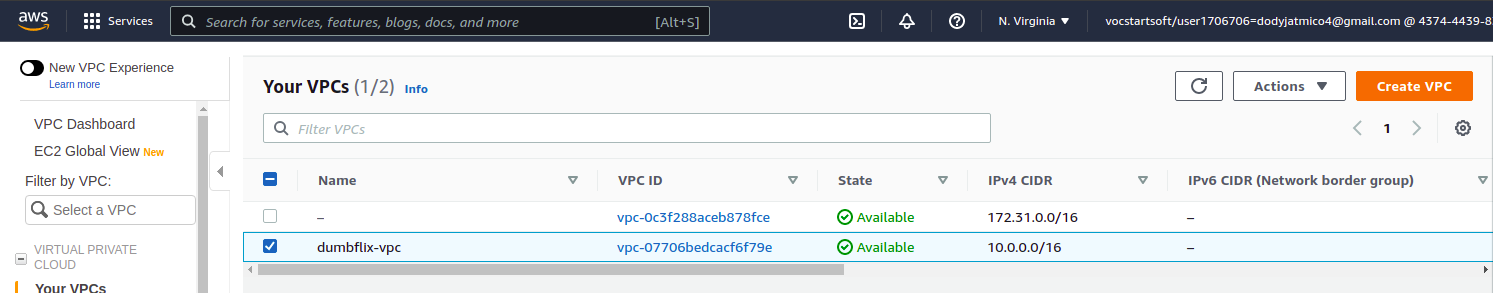 aws Services Search for services, features, blogs, docs, and more [Alt+S] N. Virginia vocstartsoft/user1706706=dodyjatmico4@gmail.com @ 4374-4439-8
New VPC Experience
Learn more
VPC Dashboard
EC2 Global View New
Filter by VPC:
Select a VPC
VIRTUAL PRIVATE
CLOUD
Your VPCs
Your VPCs (1/2) Info Actions Create VPC
Filter VPCs 1
Name VPC ID State IPv4 CIDR IPv6 CIDR (Network border group)
– vpc-0c3f288aceb878fce Available 172.31.0.0/16 –
dumbflix-vpc vpc-07706bedcacf6f79e Available 10.0.0.0/16 –